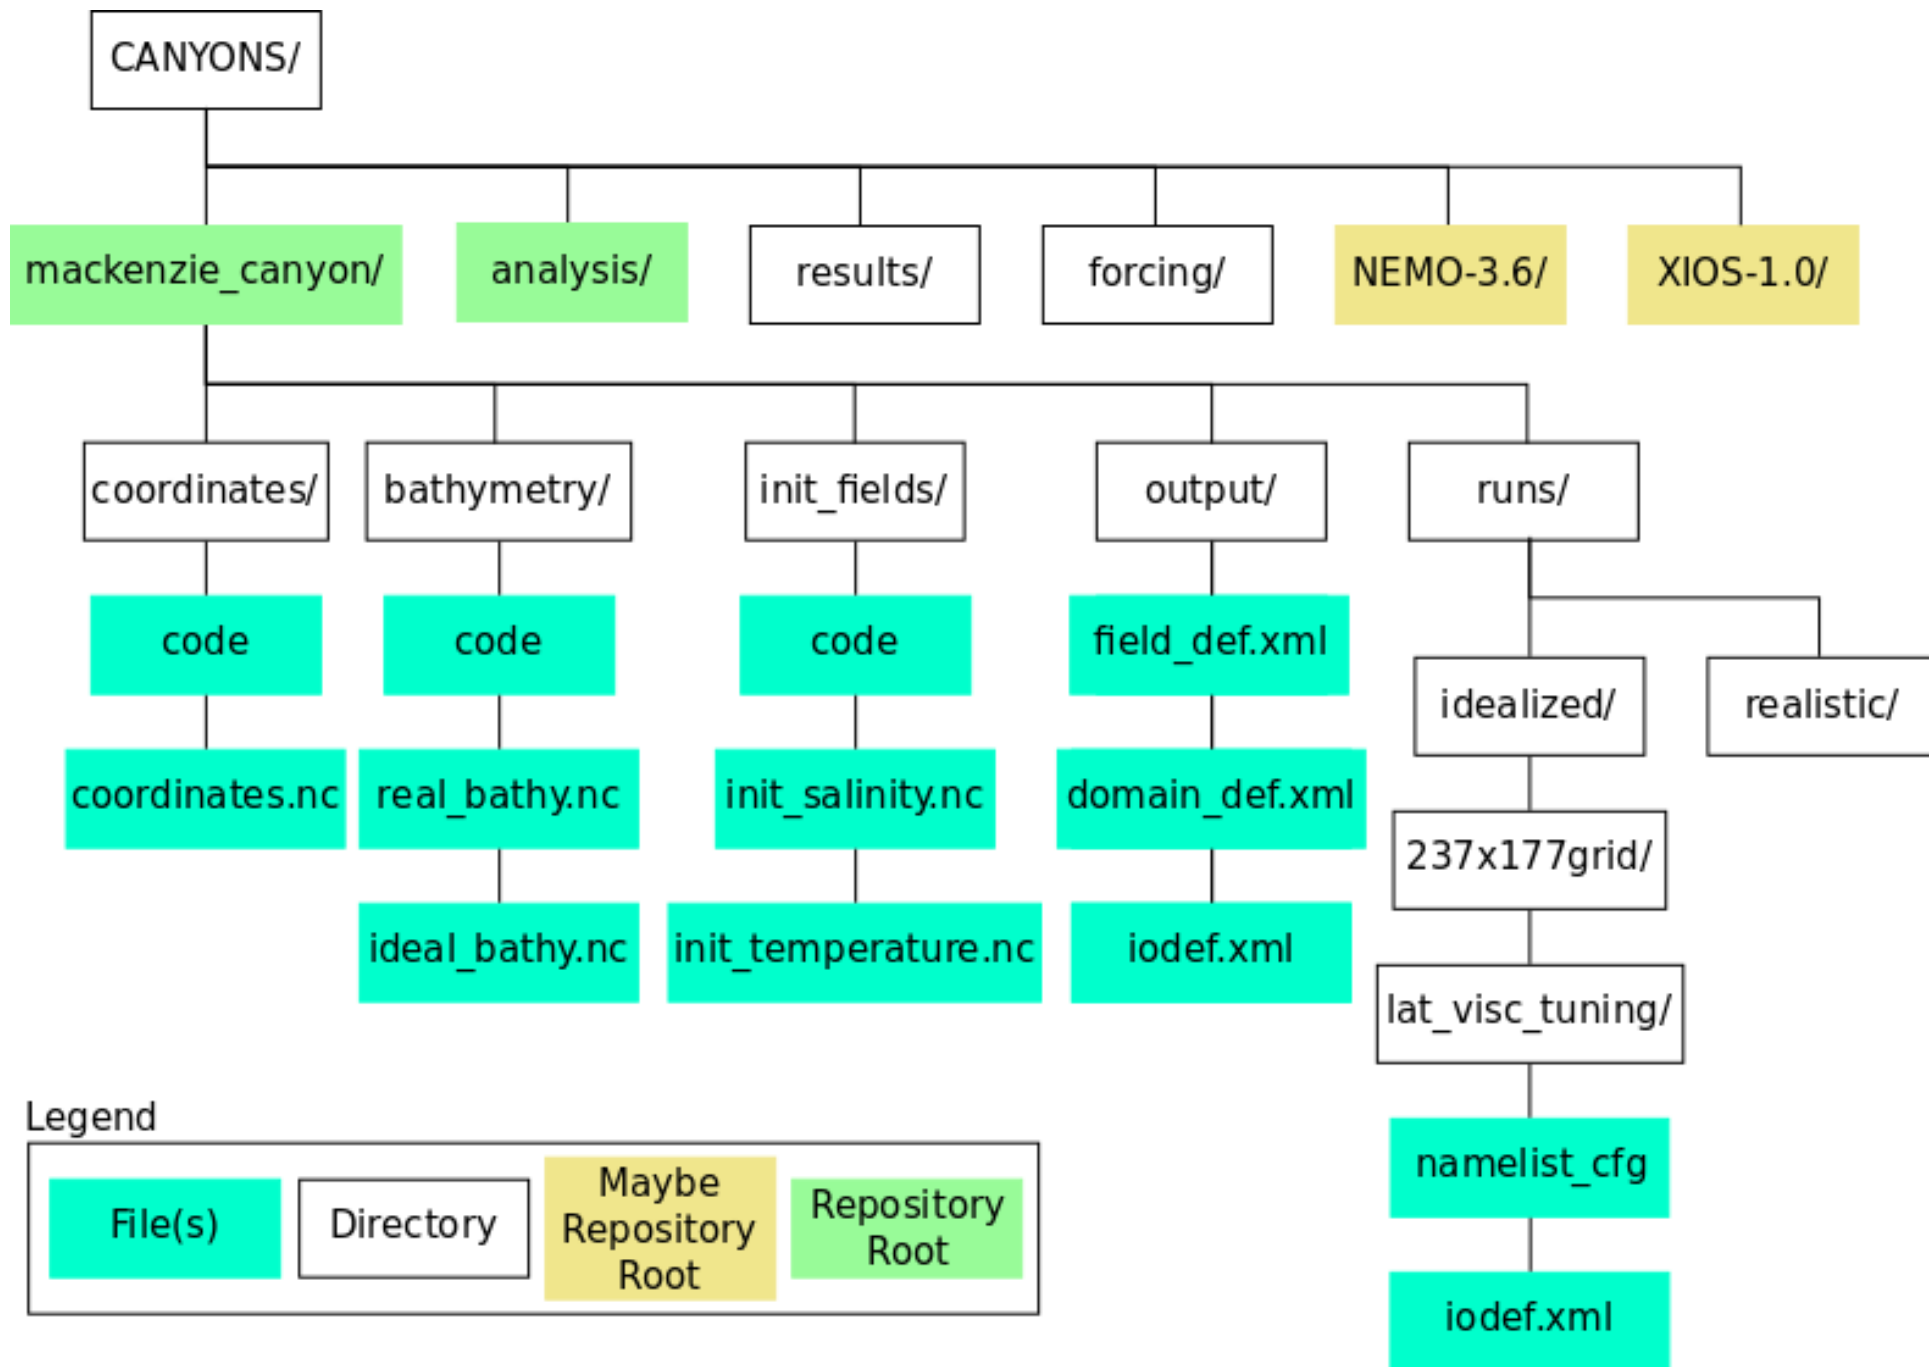 CANYONS/
mackenzie_canyon/
analysis/
results/
forcing/
NEMO-3.6/
XIOS-1.0/
coordinates/
bathymetry/
init_fields/
output/
runs/
code
code
code
field_def.xml
idealized/
realistic/
coordinates.nc
real_bathy.nc
init_salinity.nc
domain_def.xml
237x177grid/
ideal_bathy.nc
init_temperature.nc
iodef.xml
lat_visc_tuning/
namelist_cfg
iodef.xml
Legend
File(s)
Directory
Maybe
Repository
Root
Repository
Root